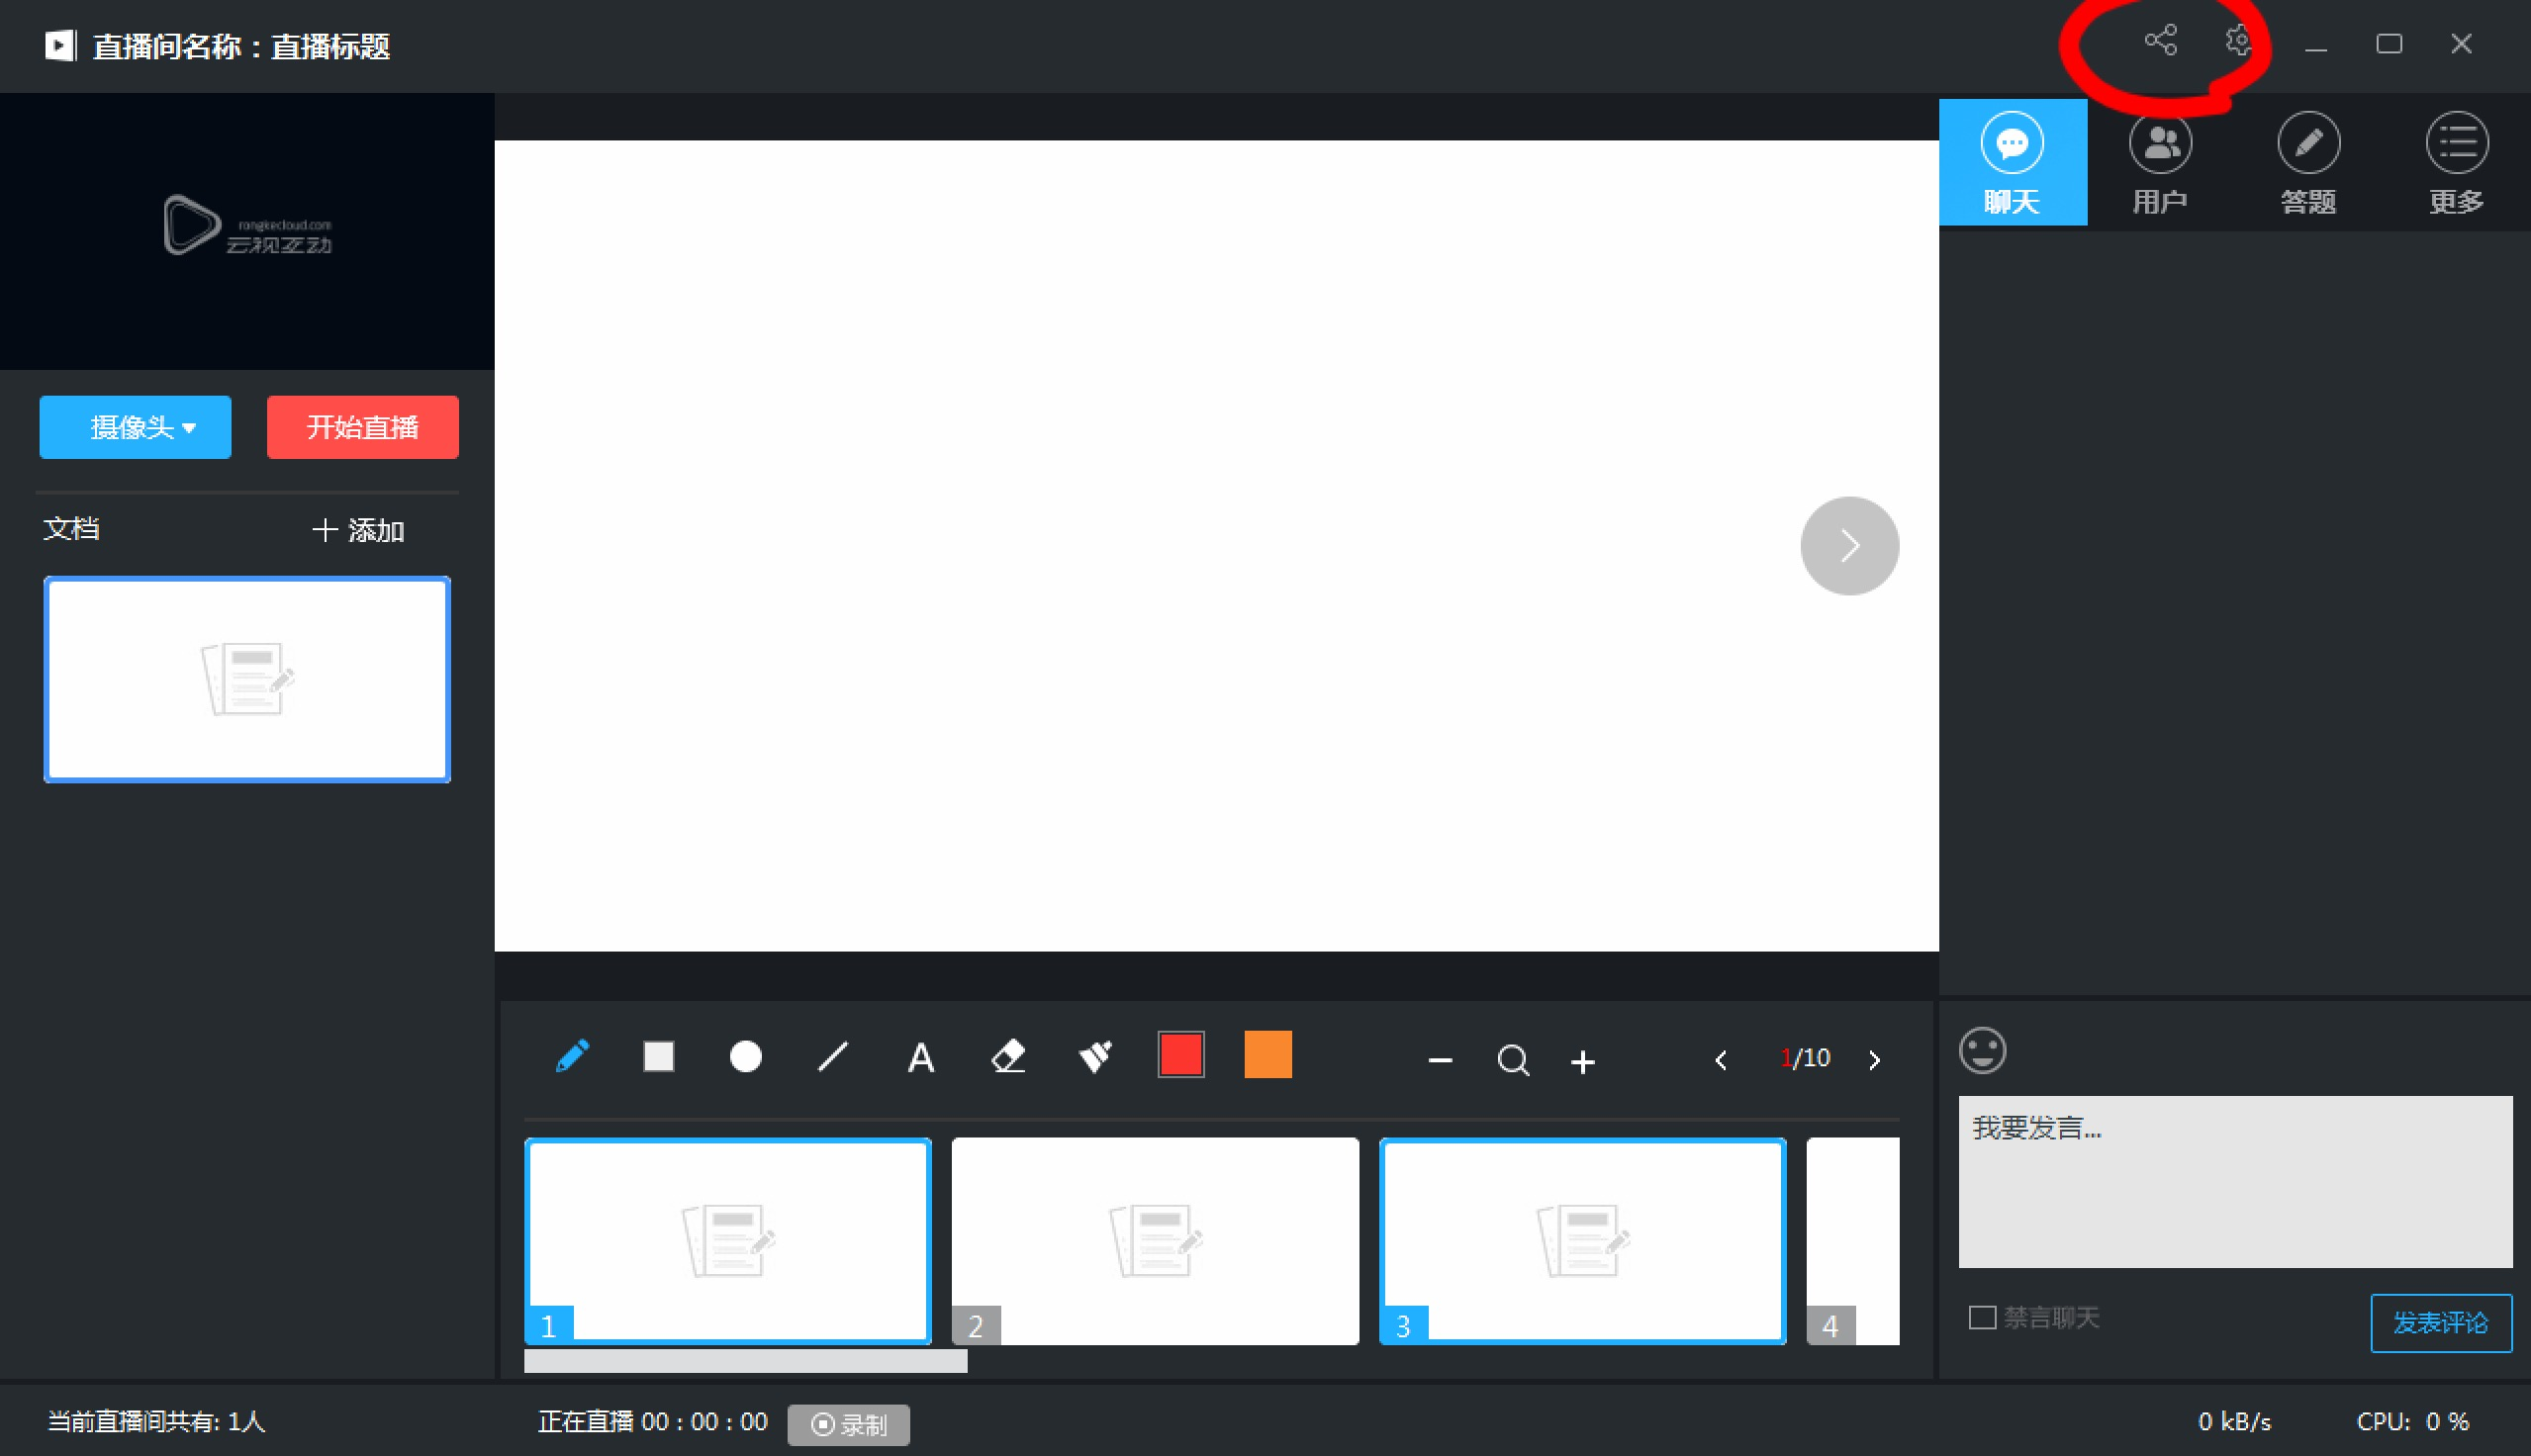 直播间名称：直播标题
rongkecloud.com
云视互动
摄像头
开始直播
文档
添加
聊天
用户
答题
更多
A
1/10
1
2
3
4
我要发言...
禁言聊天
发表评论
当前直播间共有: 1人
正在直播 00 : 00 : 00
录制
0 kB/s
CPU: 0 %